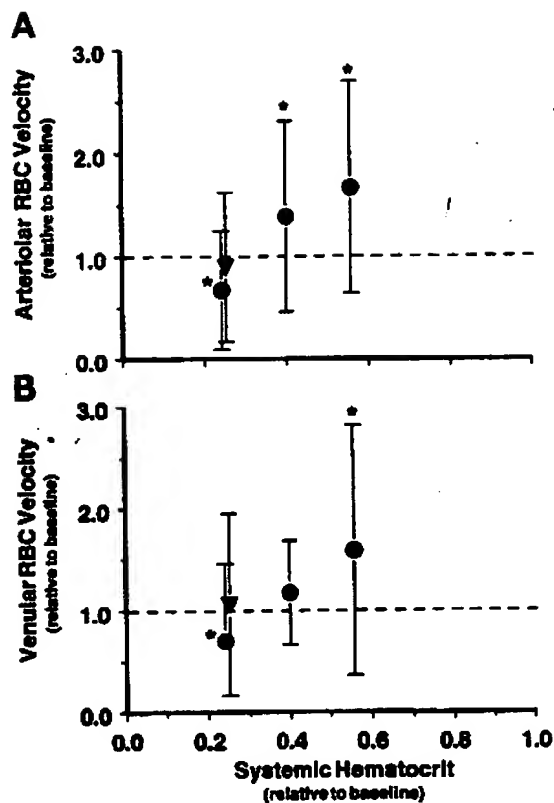 A
3.0
2.0
1.0
0.0
Arteriolar RBC Velocity
(relative to baseline)
*
*
*
B
3.0
2.0
1.0
0.0
Venular RBC Velocity
(relative to baseline)
*
*
0.0 0.2 0.4 0.6 0.8 1.0
Systemic Hematocrit
(relative to baseline)